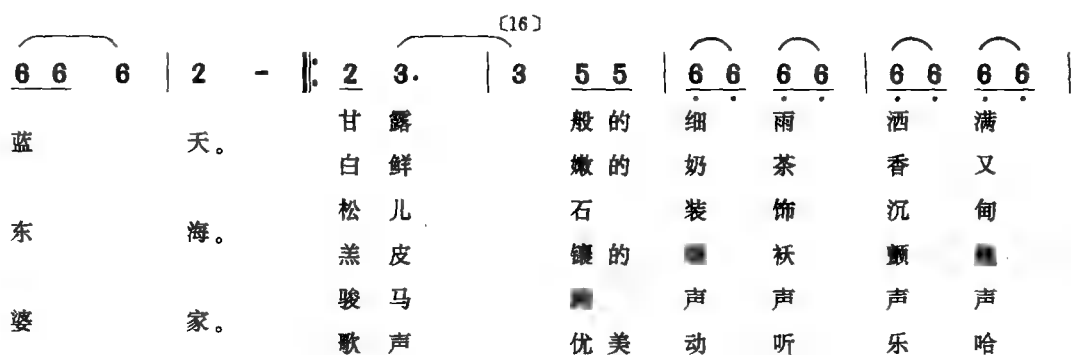 〔16〕
6 6 6 | 2 - ‖: 2 3. | 3 5 5 | 6 6 6 6 | 6 6 6 6 |
甘 露 般 的 细 雨 洒 满
蓝 天。
白 鲜 嫩 的 奶 茶 香 又
松 儿 石 装 饰 沉 甸
东 海。
羔 皮 镶 的 袄 颤
骏 马 声 声 声 声
婆 家。
歌 声 优 美 动 听 乐 哈